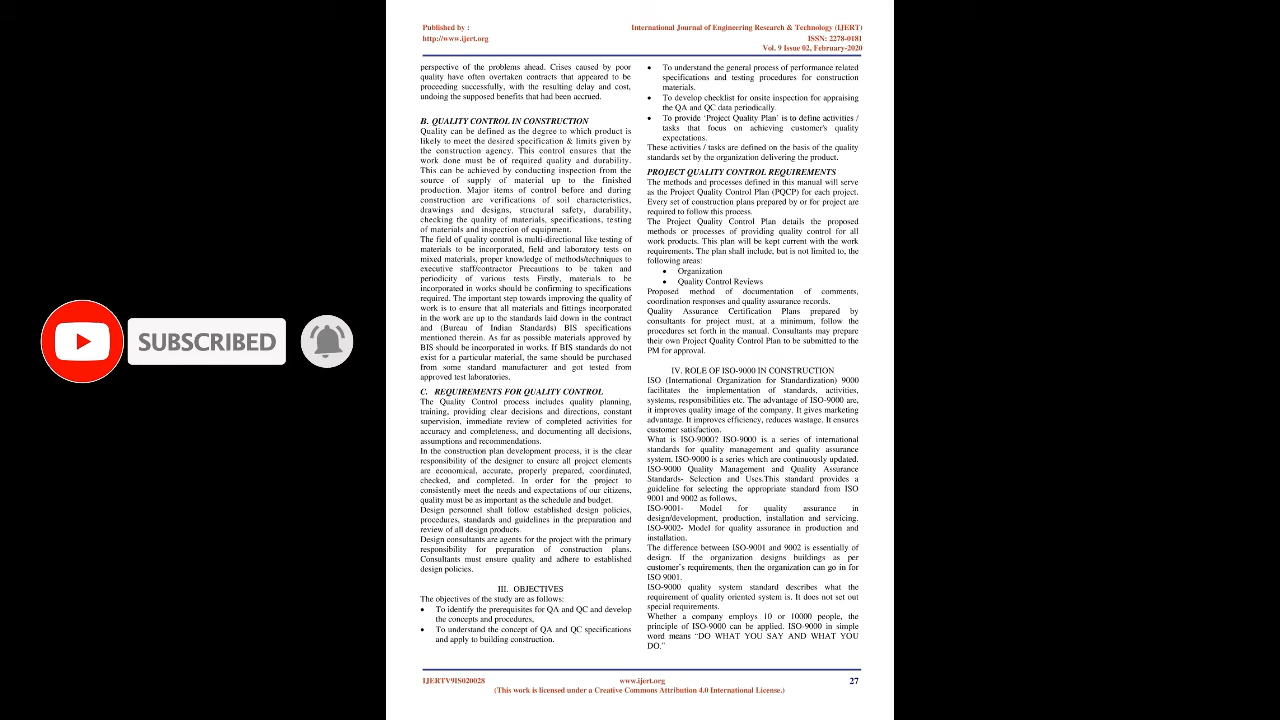 Published by :
http://www.ijert.org
International Journal of Engineering Research & Technology (IJERT)
ISSN: 2278-0181
Vol. 9 Issue 02, February-2020
perspective of the problems ahead. Crises caused by poor
quality have often overtaken contracts that appeared to be
proceeding successfully, with the resulting delay and cost,
undoing the supposed benefits that had been accrued.
B. QUALITY CONTROL IN CONSTRUCTION
Quality can be defined as the degree to which product is
likely to meet the desired specification & limits given by
the construction agency. This control ensures that the
work done must be of required quality and durability.
This can be achieved by conducting inspection from the
source of supply of material up to the finished
production. Major items of control before and during
construction are verifications of soil characteristics,
drawings and designs, structural safety, durability,
checking the quality of materials, specifications, testing
of materials and inspection of equipment.
The field of quality control is multi-directional like testing of
materials to be incorporated, field and laboratory tests on
mixed materials, proper knowledge of methods/techniques to
executive staff/contractor Precautions to be taken and
periodicity of various tests Firstly, materials to be
incorporated in works should be confirming to specifications
required. The important step towards improving the quality of
work is to ensure that all materials and fittings incorporated
in the work are up to the standards laid down in the contract
and (Bureau of Indian Standards) BIS specifications
mentioned therein. As far as possible materials approved by
BIS should be incorporated in works. If BIS standards do not
exist for a particular material, the same should be purchased
from some standard manufacturer and got tested from
approved test laboratories.
C. REQUIREMENTS FOR QUALITY CONTROL
The Quality Control process includes quality planning,
training, providing clear decisions and directions, constant
supervision, immediate review of completed activities for
accuracy and completeness, and documenting all decisions,
assumptions and recommendations.
In the construction plan development process, it is the clear
responsibility of the designer to ensure all project elements
are economical, accurate, properly prepared, coordinated,
checked, and completed. In order for the project to
consistently meet the needs and expectations of our citizens,
quality must be as important as the schedule and budget.
Design personnel shall follow established design policies,
procedures, standards and guidelines in the preparation and
review of all design products.
Design consultants are agents for the project with the primary
responsibility for preparation of construction plans.
Consultants must ensure quality and adhere to established
design policies.
III. OBJECTIVES
The objectives of the study are as follows:
• To identify the prerequisites for QA and QC and develop
the concepts and procedures,
• To understand the concept of QA and QC specifications
and apply to building construction.
• To understand the general process of performance related
specifications and testing procedures for construction
materials.
• To develop checklist for onsite inspection for appraising
the QA and QC data periodically.
• To provide ‘Project Quality Plan’ is to define activities /
tasks that focus on achieving customer's quality
expectations.
These activities / tasks are defined on the basis of the quality
standards set by the organization delivering the product.
PROJECT QUALITY CONTROL REQUIREMENTS
The methods and processes defined in this manual will serve
as the Project Quality Control Plan (PQCP) for each project.
Every set of construction plans prepared by or for project are
required to follow this process.
The Project Quality Control Plan details the proposed
methods or processes of providing quality control for all
work products. This plan will be kept current with the work
requirements. The plan shall include, but is not limited to, the
following areas:
• Organization
• Quality Control Reviews
Proposed method of documentation of comments,
coordination responses and quality assurance records.
Quality Assurance Certification Plans prepared by
consultants for project must, at a minimum, follow the
procedures set forth in the manual. Consultants may prepare
their own Project Quality Control Plan to be submitted to the
PM for approval.
IV. ROLE OF ISO-9000 IN CONSTRUCTION
ISO (International Organization for Standardization) 9000
facilitates the implementation of standards, activities,
systems, responsibilities etc. The advantage of ISO-9000 are,
it improves quality image of the company. It gives marketing
advantage. It improves efficiency, reduces wastage. It ensures
customer satisfaction.
What is ISO-9000? ISO-9000 is a series of international
standards for quality management and quality assurance
system. ISO-9000 is a series which are continuously updated.
ISO-9000 Quality Management and Quality Assurance
Standards- Selection and Uses.This standard provides a
guideline for selecting the appropriate standard from ISO
9001 and 9002 as follows,
ISO-9001- Model for quality assurance in
design/development, production, installation and servicing.
ISO-9002- Model for quality assurance in production and
installation.
The difference between ISO-9001 and 9002 is essentially of
design. If the organization designs buildings as per
customer’s requirements, then the organization can go in for
ISO 9001.
ISO-9000 quality system standard describes what the
requirement of quality oriented system is. It does not set out
special requirements.
Whether a company employs 10 or 10000 people, the
principle of ISO-9000 can be applied. ISO-9000 in simple
word means “DO WHAT YOU SAY AND WHAT YOU
DO.”
SUBSCRIBED
IJERTV9IS020028
www.ijert.org
27
(This work is licensed under a Creative Commons Attribution 4.0 International License.)